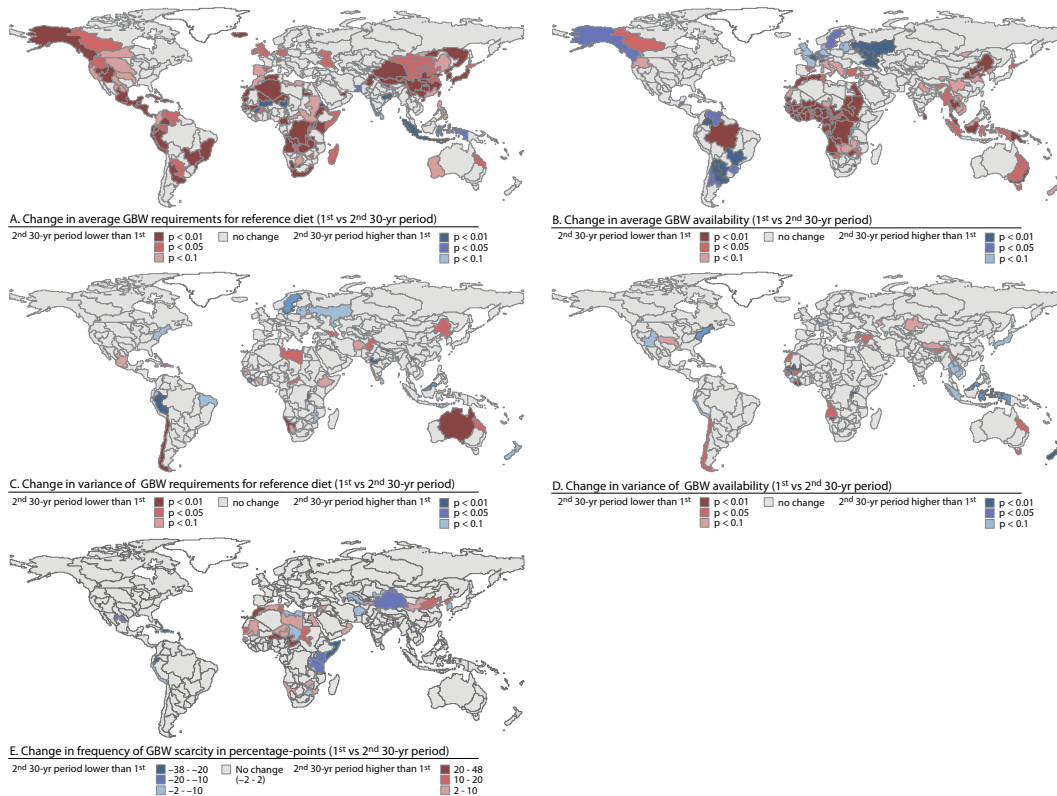 A. Change in average GBW requirements for reference diet (1st vs 2nd 30-yr period)
2nd 30-yr period lower than 1st
p < 0.01
p < 0.05
p < 0.1
no change
2nd 30-yr period higher than 1st
p < 0.01
p < 0.05
p < 0.1
B. Change in average GBW availability (1st vs 2nd 30-yr period)
2nd 30-yr period lower than 1st
p < 0.01
p < 0.05
p < 0.1
no change
2nd 30-yr period higher than 1st
p < 0.01
p < 0.05
p < 0.1
C. Change in variance of GBW requirements for reference diet (1st vs 2nd 30-yr period)
2nd 30-yr period lower than 1st
p < 0.01
p < 0.05
p < 0.1
no change
2nd 30-yr period higher than 1st
p < 0.01
p < 0.05
p < 0.1
D. Change in variance of GBW availability (1st vs 2nd 30-yr period)
2nd 30-yr period lower than 1st
p < 0.01
p < 0.05
p < 0.1
no change
2nd 30-yr period higher than 1st
p < 0.01
p < 0.05
p < 0.1
E. Change in frequency of GBW scarcity in percentage-points (1st vs 2nd 30-yr period)
2nd 30-yr period lower than 1st
−38 - −20
−20 - −10
−2 - −10
No change
(−2 - 2)
2nd 30-yr period higher than 1st
20 - 48
10 - 20
2 - 10